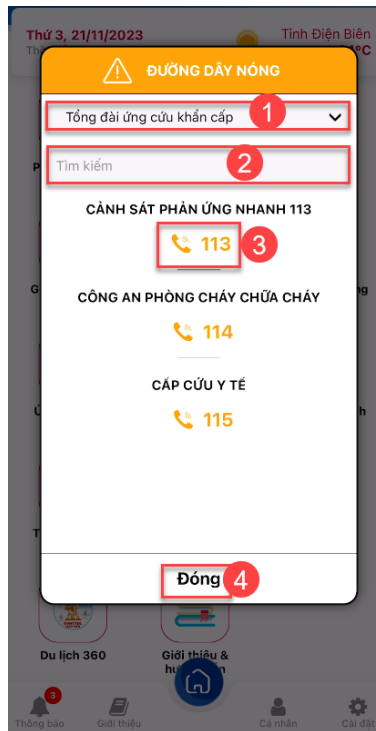 Thứ 3, 21/11/2023
Tỉnh Điện Biên
°C
ĐƯỜNG DÂY NÓNG
Tổng đài ứng cứu khẩn cấp
1
Tìm kiếm
2
CẢNH SÁT PHẢN ỨNG NHANH 113
113
3
CÔNG AN PHÒNG CHÁY CHỮA CHÁY
114
CẤP CỨU Y TẾ
115
Đóng
4
Du lịch 360
Giới thiệu &
3
Thông báo
Giới thiệu
Cá nhân
Cài đặt